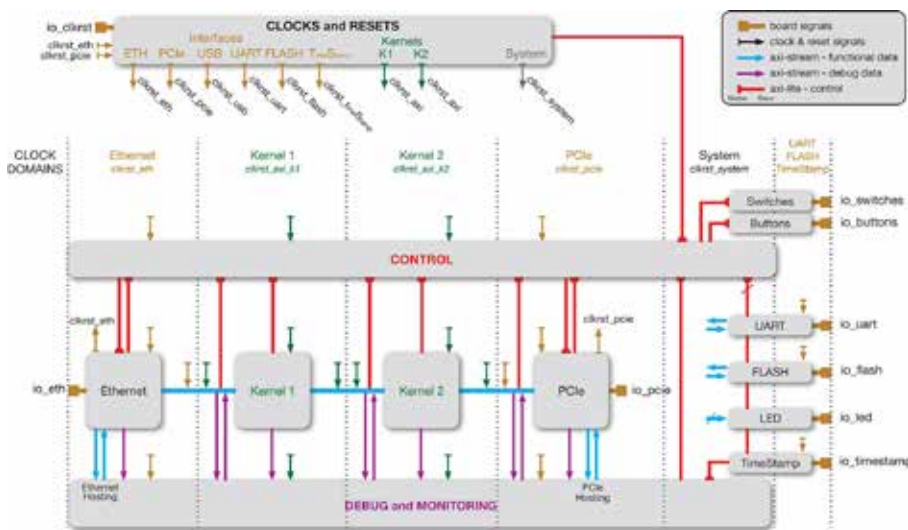 io_clkrst
clkrst_eth
clkrst_pcie
CLOCKS and RESETS
Interfaces
ETH PCIe USB UART FLASH TimeStamp
Kernels
K1 K2
System
clkrst_eth
clkrst_pcie
clkrst_usb
clkrst_uart
clkrst_flash
clkrst_axi
clkrst_axi
clkrst_system
board signals
clock & reset signals
axi-stream - functional data
axi-stream - debug data
axi-lite - control
CLOCK
DOMAINS
Ethernet
clkrst_eth
Kernel 1
clkrst_axi_k1
Kernel 2
clkrst_axi_k2
PCIe
clkrst_pcie
System
clkrst_system
UART
FLASH
TimeStamp
Switches
io_switches
Buttons
io_buttons
CONTROL
clkrst_eth
clkrst_pcie
UART
io_uart
io_eth
Ethernet
Kernel 1
Kernel 2
PCIe
io_pcie
FLASH
io_flash
LED
io_led
TimeStamp
io_timestamp
Ethernet
Hosting
PCIe
Hosting
DEBUG and MONITORING